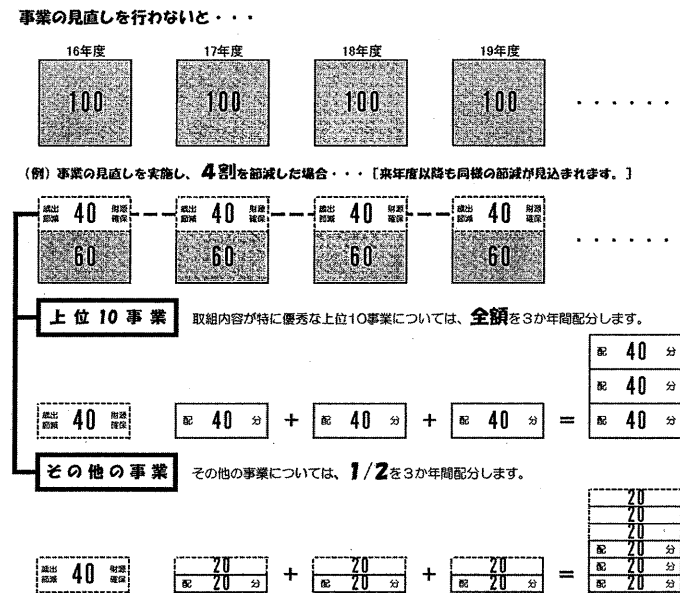 事業の見直しを行わないと・・・
16年度 17年度 18年度 19年度
100 100 100 100 ・・・・・・
(例) 事業の見直しを実施し、4割を節減した場合・・・[来年度以降も同様の節減が見込まれます。]
歳出節減 40 財源確保 歳出節減 40 財源確保 歳出節減 40 財源確保 歳出節減 40 財源確保
60 60 60 60 ・・・・・・
上位10事業 取組内容が特に優秀な上位10事業については、全額を3か年間配分します。
配 40 分
配 40 分
歳出節減 40 財源確保 配 40 分 + 配 40 分 + 配 40 分 = 配 40 分
その他の事業 その他の事業については、1/2を3か年間配分します。
20
20
20
配 20 分
歳出節減 40 財源確保 20 + 20 + 20 = 配 20 分
配 20 分 配 20 分 配 20 分 配 20 分